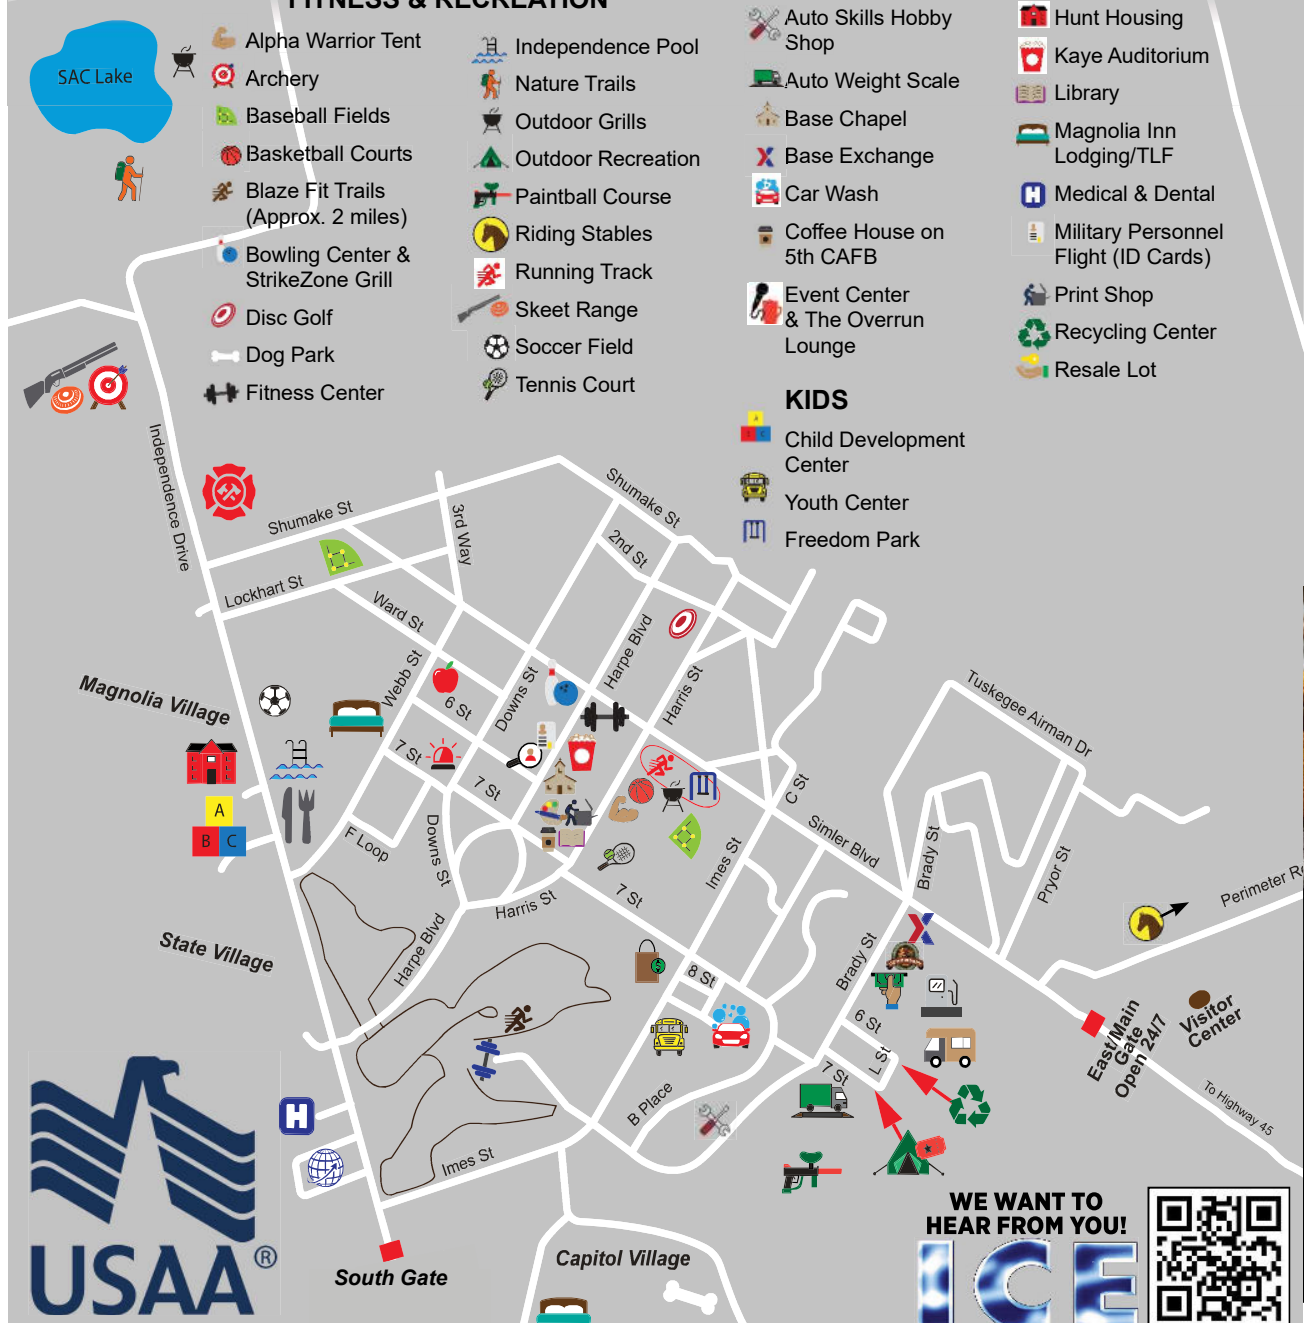 FITNESS & RECREATION
SAC Lake
Alpha Warrior Tent
Archery
Baseball Fields
Basketball Courts
Blaze Fit Trails
(Approx. 2 miles)
Bowling Center &
StrikeZone Grill
Disc Golf
Dog Park
Fitness Center
Independence Pool
Nature Trails
Outdoor Grills
Outdoor Recreation
Paintball Course
Riding Stables
Running Track
Skeet Range
Soccer Field
Tennis Court
Auto Skills Hobby
Shop
Auto Weight Scale
Base Chapel
Base Exchange
Car Wash
Coffee House on
5th CAFB
Event Center
& The Overrun
Lounge
KIDS
Child Development
Center
Youth Center
Freedom Park
Hunt Housing
Kaye Auditorium
Library
Magnolia Inn
Lodging/TLF
Medical & Dental
Military Personnel
Flight (ID Cards)
Print Shop
Recycling Center
Resale Lot
Independence Drive
Shumake St
Shumake St
3rd Way
2nd St
Lockhart St
Ward St
Harpe Blvd
Webb St
Downs St
Harris St
6 St
7 St
7 St
Magnolia Village
A
B C
F Loop
Downs St
Harris St
Harpe Blvd
State Village
7 St
Imes St
C St
Simler Blvd
Tuskegee Airman Dr
Brady St
Pryor St
Perimeter R
Brady St
8 St
6 St
L St
7 St
B Place
East/Main
Gate
Open 24/7
Visitor
Center
To Highway 45
H
Imes St
South Gate
Capitol Village
USAA®
WE WANT TO
HEAR FROM YOU!
ICE